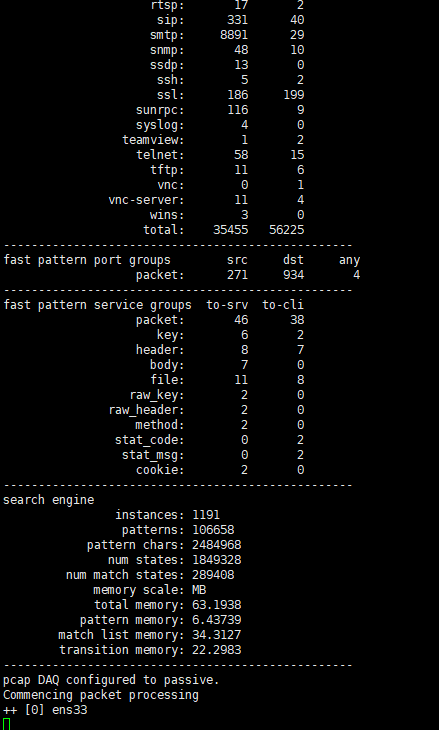 rtsp: 17 2
sip: 331 40
smtp: 8891 29
snmp: 48 10
ssdp: 13 0
ssh: 5 2
ssl: 186 199
sunrpc: 116 9
syslog: 4 0
teamview: 1 2
telnet: 58 15
tftp: 11 6
vnc: 0 1
vnc-server: 11 4
wins: 3 0
total: 35455 56225
--------------------------------------------------
fast pattern port groups src dst any
packet: 271 934 4
--------------------------------------------------
fast pattern service groups to-srv to-cli
packet: 46 38
key: 6 2
header: 8 7
body: 7 0
file: 11 8
raw_key: 2 0
raw_header: 2 0
method: 2 0
stat_code: 0 2
stat_msg: 0 2
cookie: 2 0
--------------------------------------------------
search engine
instances: 1191
patterns: 106658
pattern chars: 2484968
num states: 1849328
num match states: 289408
memory scale: MB
total memory: 63.1938
pattern memory: 6.43739
match list memory: 34.3127
transition memory: 22.2983
--------------------------------------------------
pcap DAQ configured to passive.
Commencing packet processing
++ [0] ens33